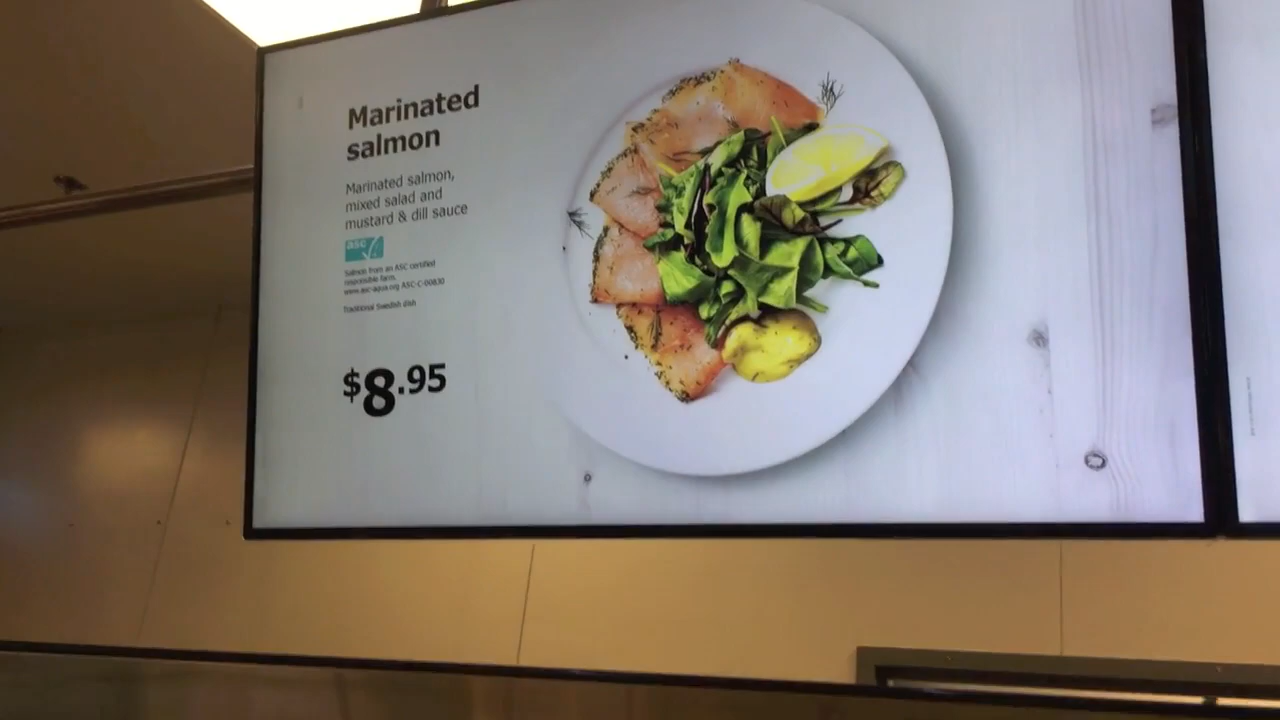 Marinated
salmon
Marinated salmon,
mixed salad and
mustard & dill sauce
asc
Salmon from an ASC certified
responsible farm.
www.asc-aqua.org ASC-C-00830
Traditional Swedish dish
$8.95